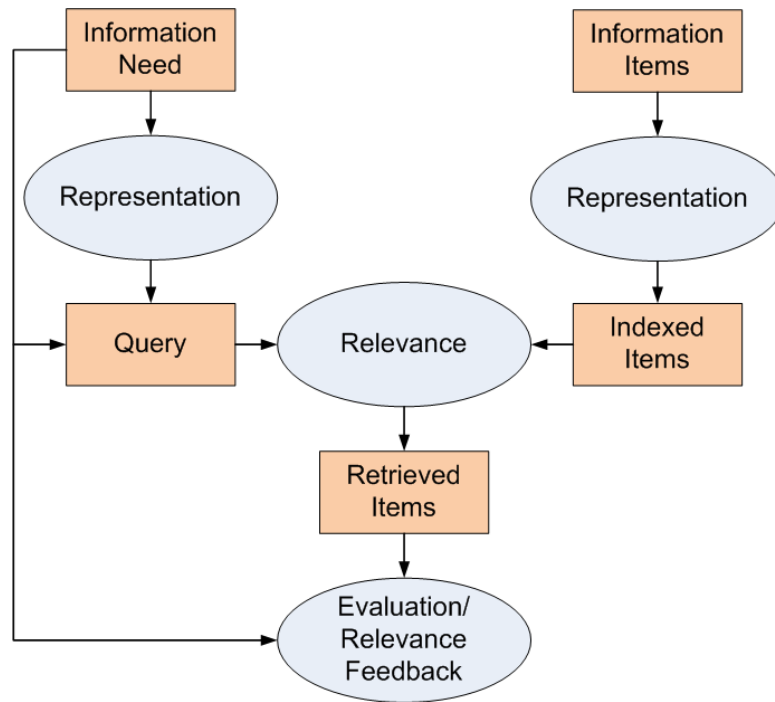 Information
Need
Information
Items
Representation
Representation
Query
Relevance
Indexed
Items
Retrieved
Items
Evaluation/
Relevance
Feedback